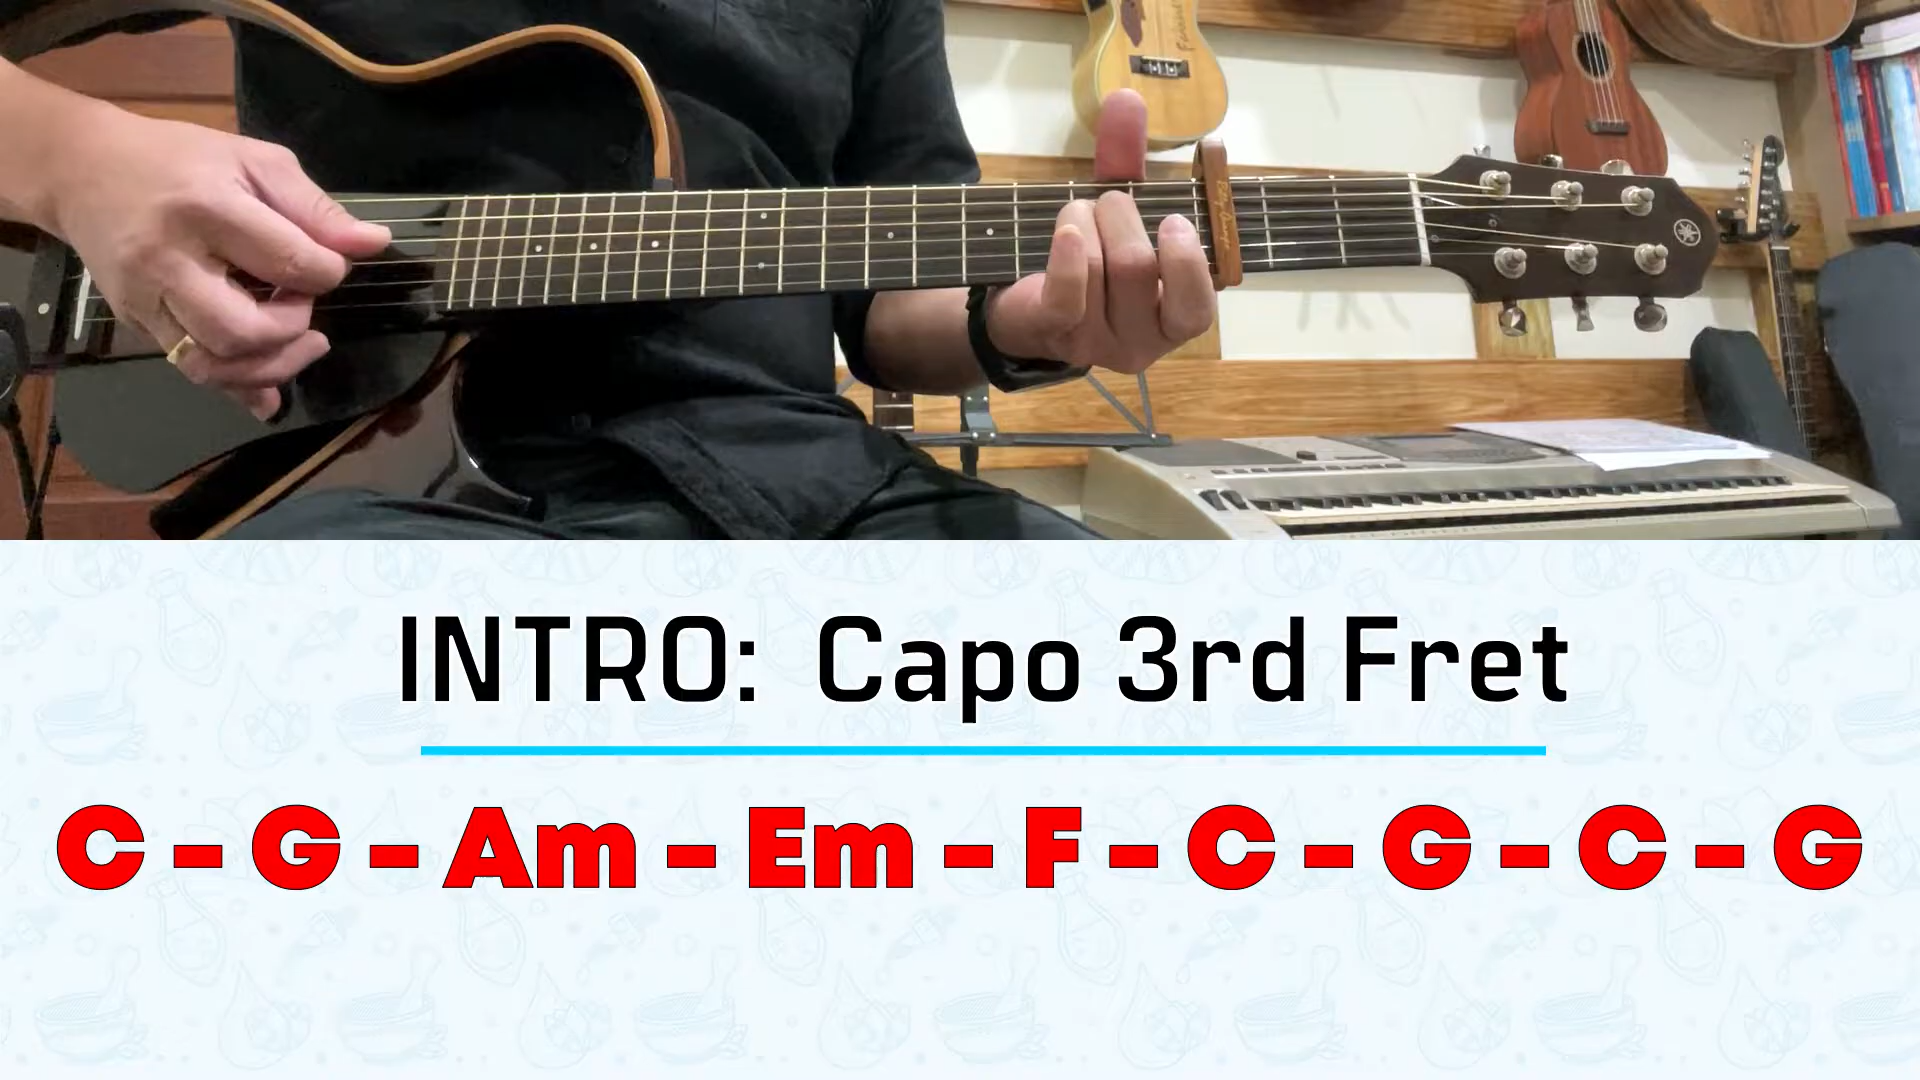 INTRO: Capo 3rd Fret
C - G - Am - Em - F - C - G - C - G